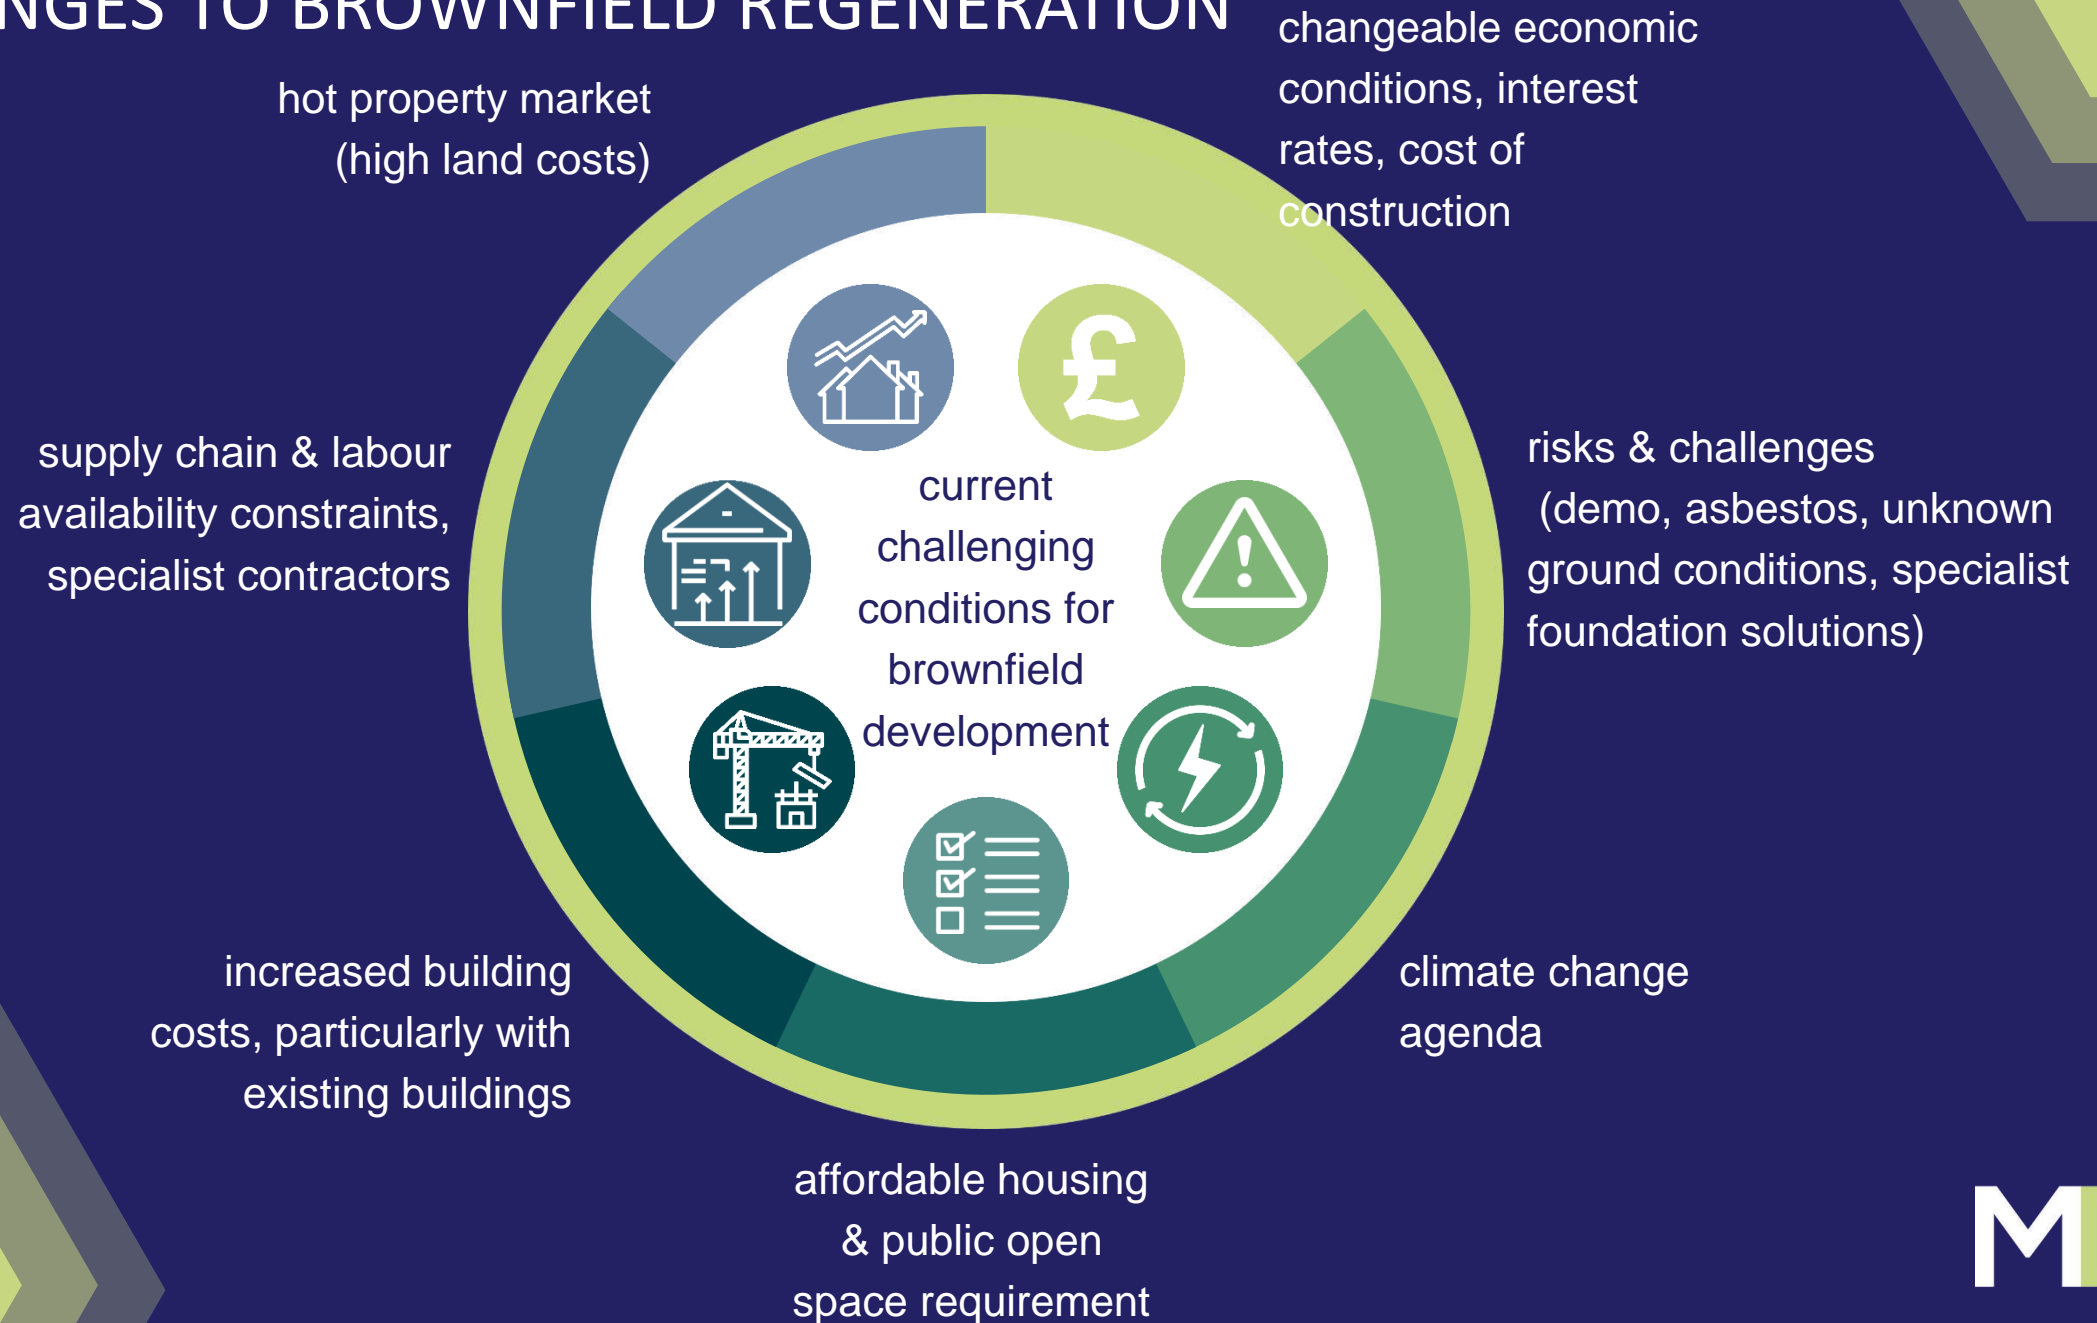 NGES TO BROWNFIELD REGENERATION
changeable economic
conditions, interest
rates, cost of
construction
hot property market
(high land costs)
£
supply chain & labour
availability constraints,
specialist contractors
current
challenging
conditions for
brownfield
development
risks & challenges
(demo, asbestos, unknown
ground conditions, specialist
foundation solutions)
increased building
costs, particularly with
existing buildings
climate change
agenda
affordable housing
& public open
space requirement
M